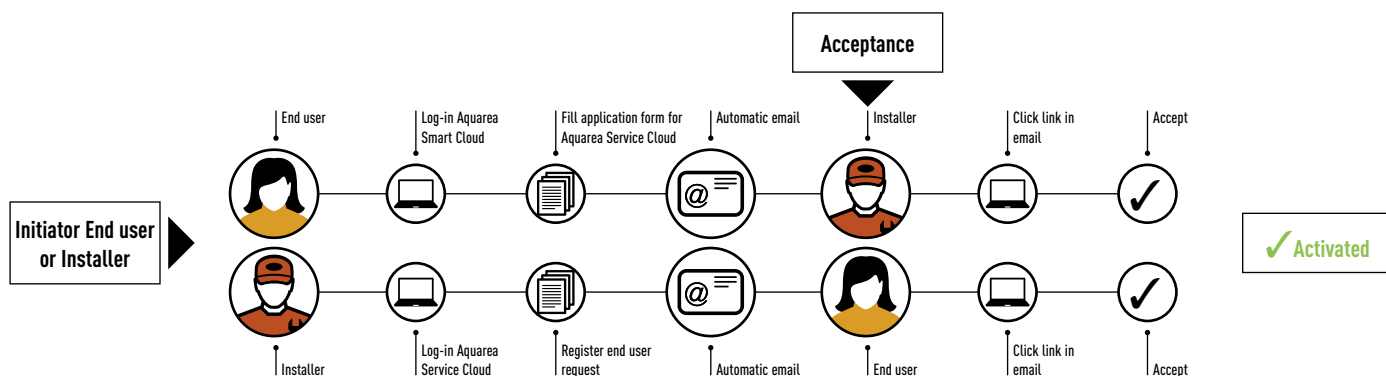 Acceptance
End user
Log-in Aquarea
Smart Cloud
Fill application form for
Aquarea Service Cloud
Automatic email
Installer
Click link in
email
Accept
@
Initiator End user
or Installer
✓ Activated
@
Installer
Log-in Aquarea
Service Cloud
Register end user
request
Automatic email
End user
Click link in
email
Accept